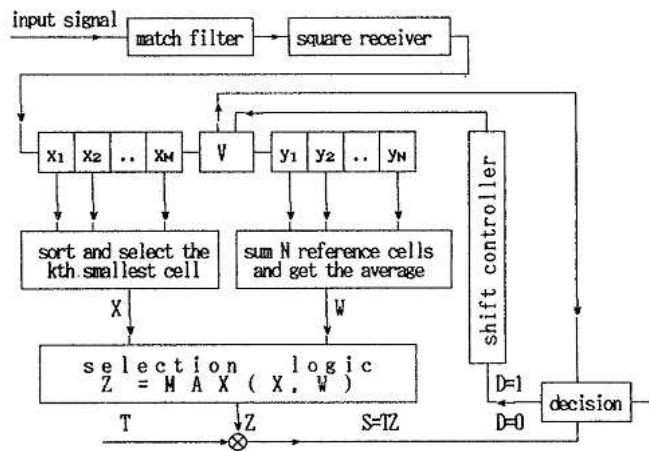 input signal
match filter
square receiver
x1 x2 .. xM
V
y1 y2 .. yN
sort and select the
kth smallest cell
sum N reference cells
and get the average
shift controller
X
W
selection logic
Z = MAX ( X, W )
D=1
D=0
decision
T
Z
S=TZ